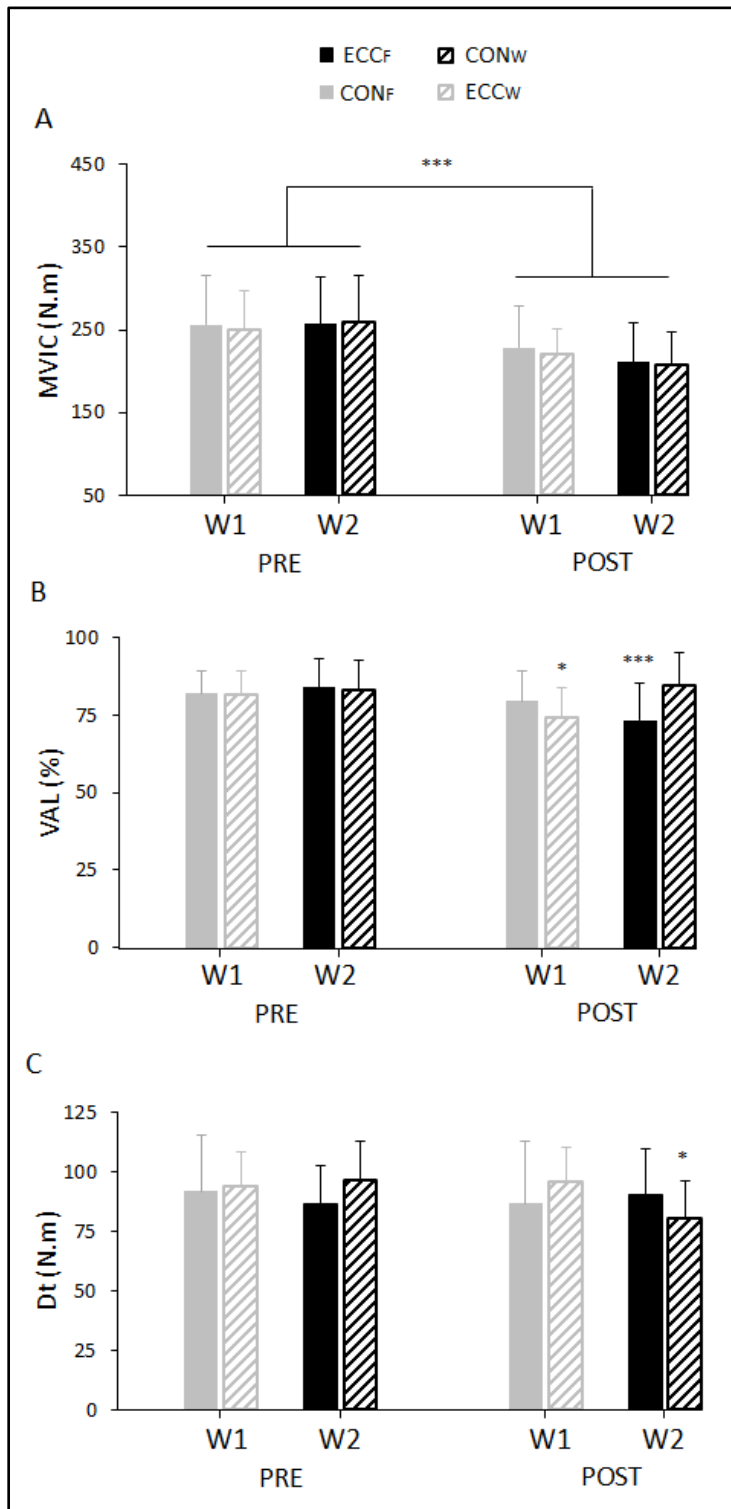 ECCF CONW
CONF ECCW
A
***
450
350
250
150
50
MVIC (N.m)
W1 W2 W1 W2
PRE POST
B
* ***
100
75
50
25
0
VAL (%)
W1 W2 W1 W2
PRE POST
C
*
125
100
75
50
25
0
Dt (N.m)
W1 W2 W1 W2
PRE POST